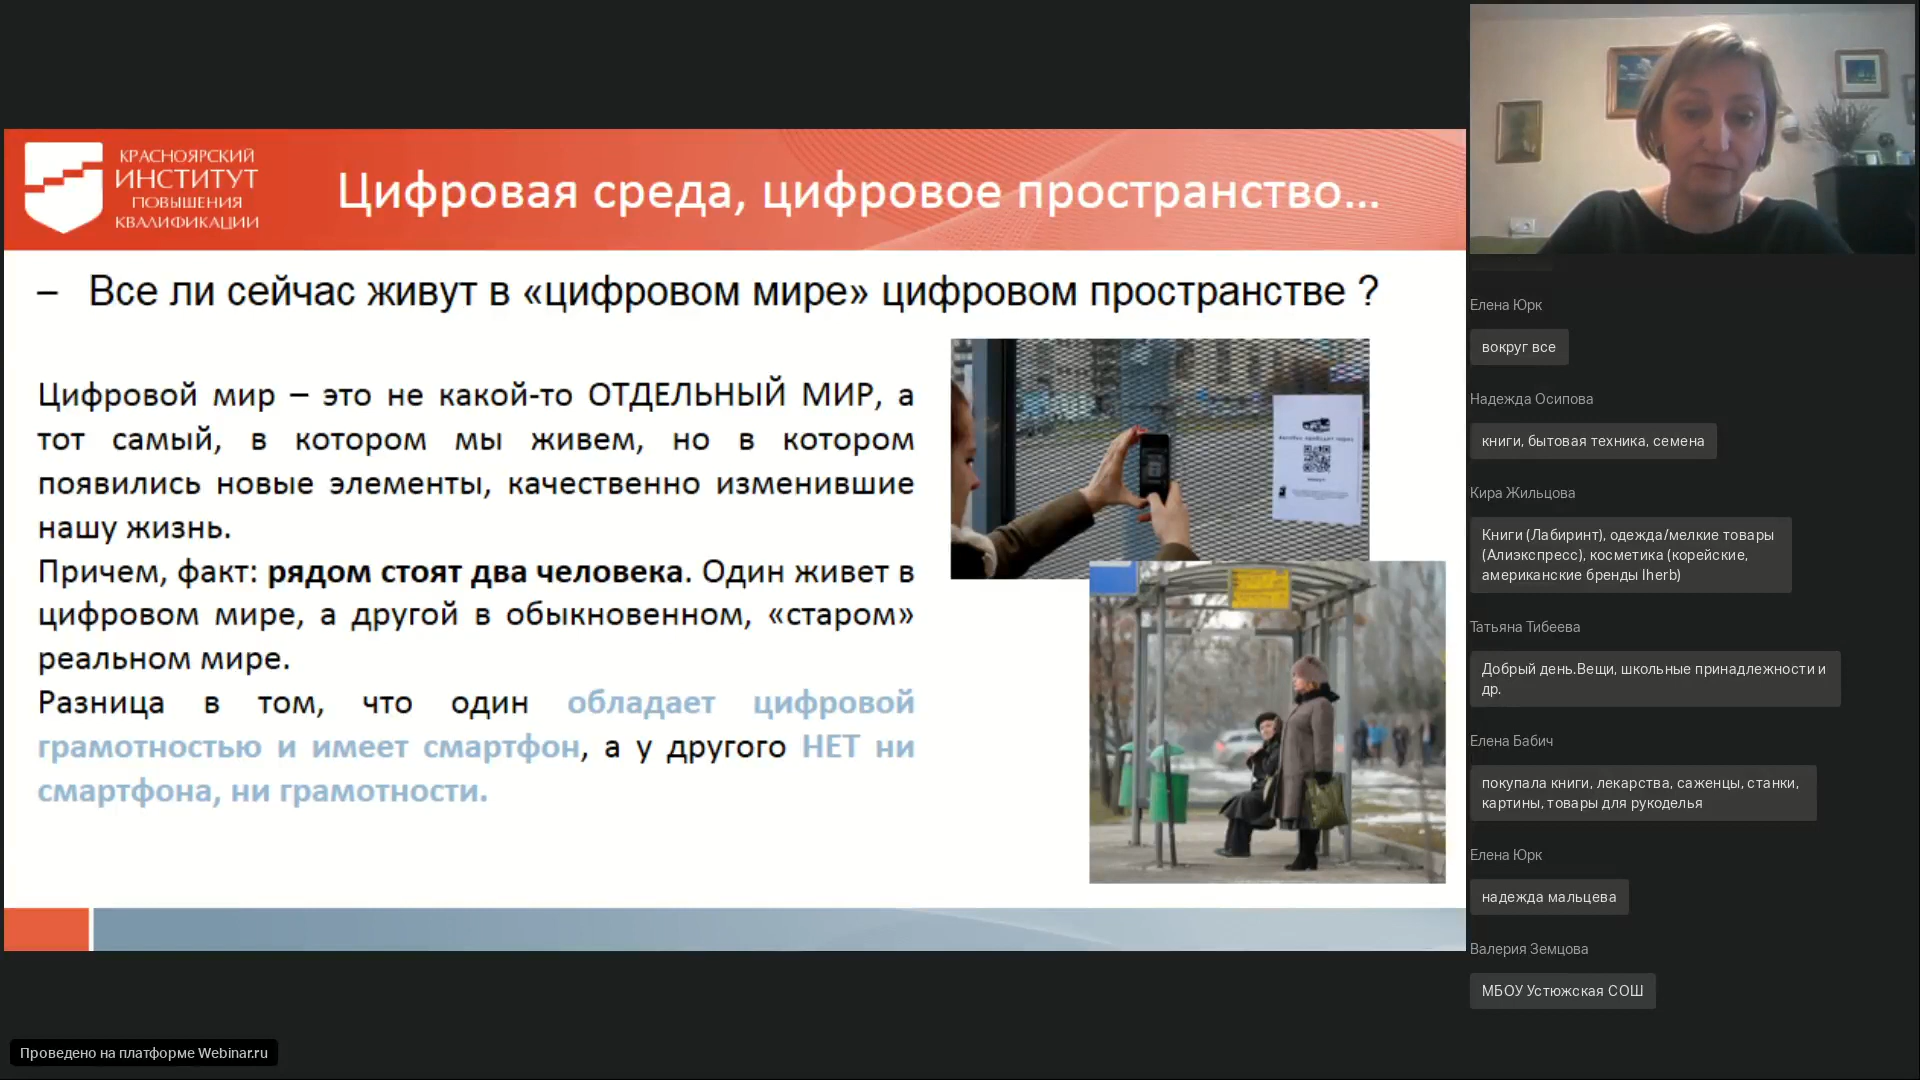 КРАСНОЯРСКИЙ
ИНСТИТУТ
ПОВЫШЕНИЯ
КВАЛИФИКАЦИИ
Цифровая среда, цифровое пространство...
– Все ли сейчас живут в «цифровом мире» цифровом пространстве ?
Цифровой мир – это не какой-то ОТДЕЛЬНЫЙ МИР, а
тот самый, в котором мы живем, но в котором
появились новые элементы, качественно изменившие
нашу жизнь.
Причем, факт: рядом стоят два человека. Один живет в
цифровом мире, а другой в обыкновенном, «старом»
реальном мире.
Разница в том, что один обладает цифровой
грамотностью и имеет смартфон, а у другого НЕТ ни
смартфона, ни грамотности.
Елена Юрк
вокруг все
Надежда Осипова
книги, бытовая техника, семена
Кира Жильцова
Книги (Лабиринт), одежда/мелкие товары
(Алиэкспресс), косметика (корейские,
американские бренды Iherb)
Татьяна Тибеева
Добрый день.Вещи, школьные принадлежности и
др.
Елена Бабич
покупала книги, лекарства, саженцы, станки,
картины, товары для рукоделья
Елена Юрк
надежда мальцева
Валерия Земцова
МБОУ Устюжская СОШ
Проведено на платформе Webinar.ru